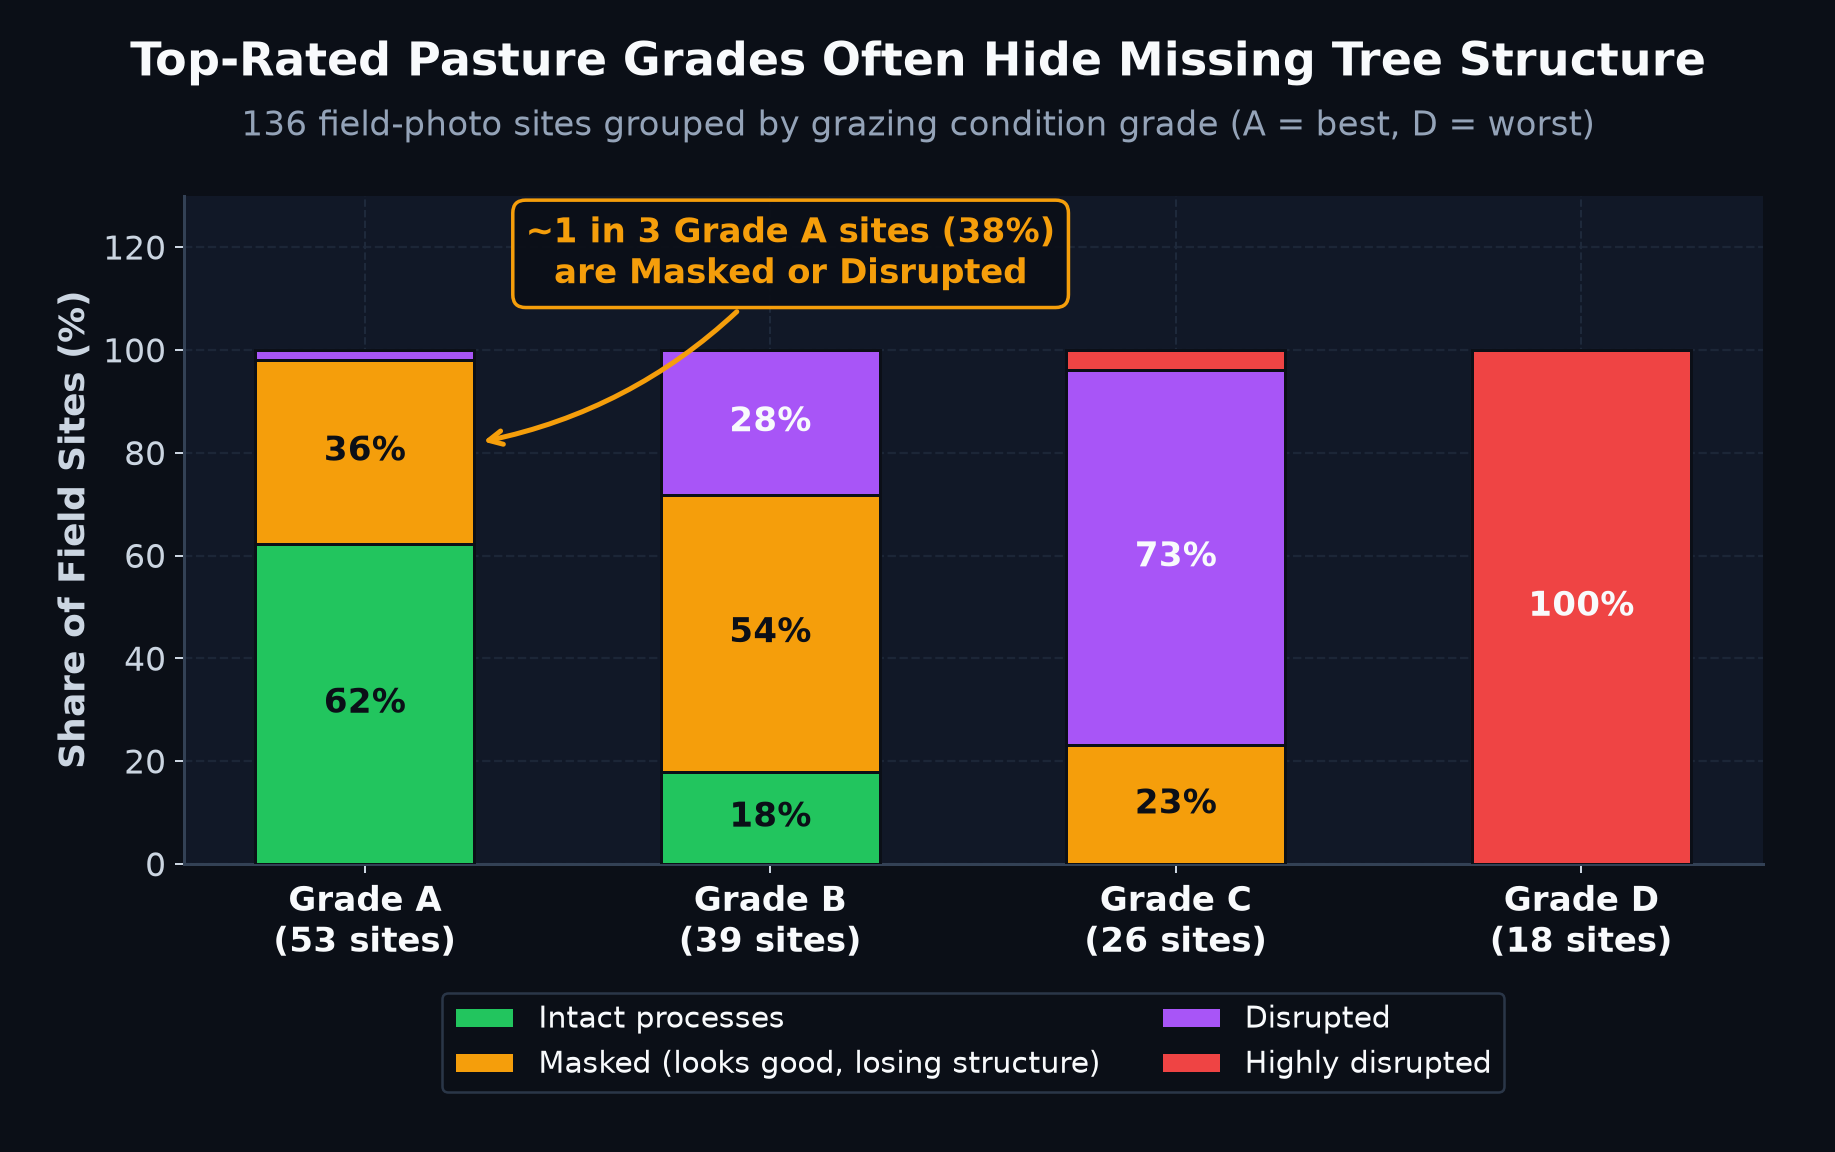 Top-Rated Pasture Grades Often Hide Missing Tree Structure
136 field-photo sites grouped by grazing condition grade (A = best, D = worst)
~1 in 3 Grade A sites (38%)
are Masked or Disrupted
Share of Field Sites (%)
120
100
80
60
40
20
0
36%
62%
28%
54%
18%
73%
23%
100%
Grade A
(53 sites)
Grade B
(39 sites)
Grade C
(26 sites)
Grade D
(18 sites)
Intact processes
Masked (looks good, losing structure)
Disrupted
Highly disrupted